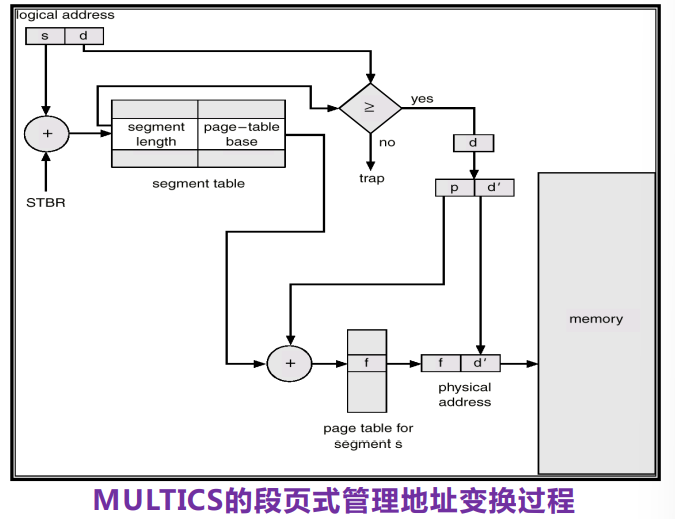 logical address
s d
+
STBR
segment length
page-table base
segment table
≥
yes
no
trap
d
p d′
+
f
page table for
segment s
f d′
physical
address
memory
MULTICS的段页式管理地址变换过程